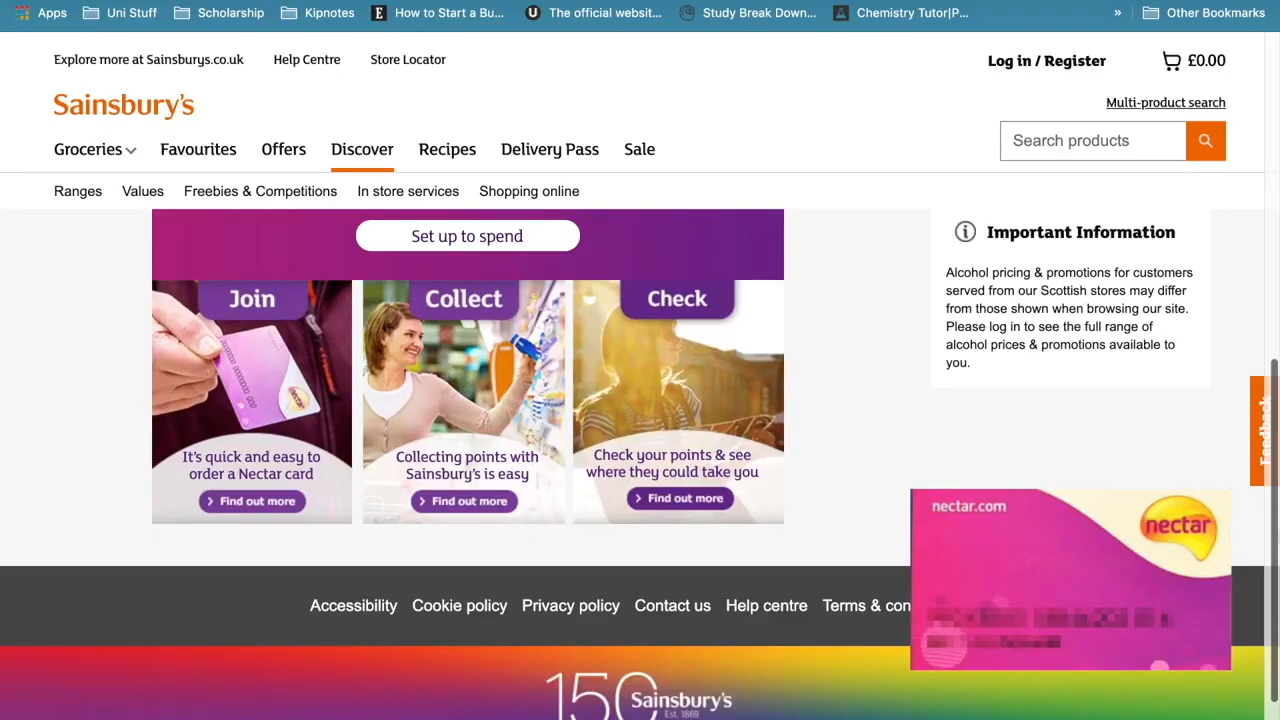 Apps Uni Stuff Scholarship Kipnotes How to Start a Bu... The official websit... Study Break Down... Chemistry Tutor|P... » Other Bookmarks
Explore more at Sainsburys.co.uk Help Centre Store Locator Log in / Register £0.00
Sainsbury's
Multi-product search
Groceries Favourites Offers Discover Recipes Delivery Pass Sale Search products
Ranges Values Freebies & Competitions In store services Shopping online
Set up to spend
Important Information
Alcohol pricing & promotions for customers
served from our Scottish stores may differ
from those shown when browsing our site.
Please log in to see the full range of
alcohol prices & promotions available to
you.
Join Collect Check
It's quick and easy to
order a Nectar card
Find out more
Collecting points with
Sainsbury's is easy
Find out more
Check your points & see
where they could take you
Find out more
Feedback
nectar.com
nectar
Accessibility Cookie policy Privacy policy Contact us Help centre Terms & con
150 Sainsbury's
Est. 1869